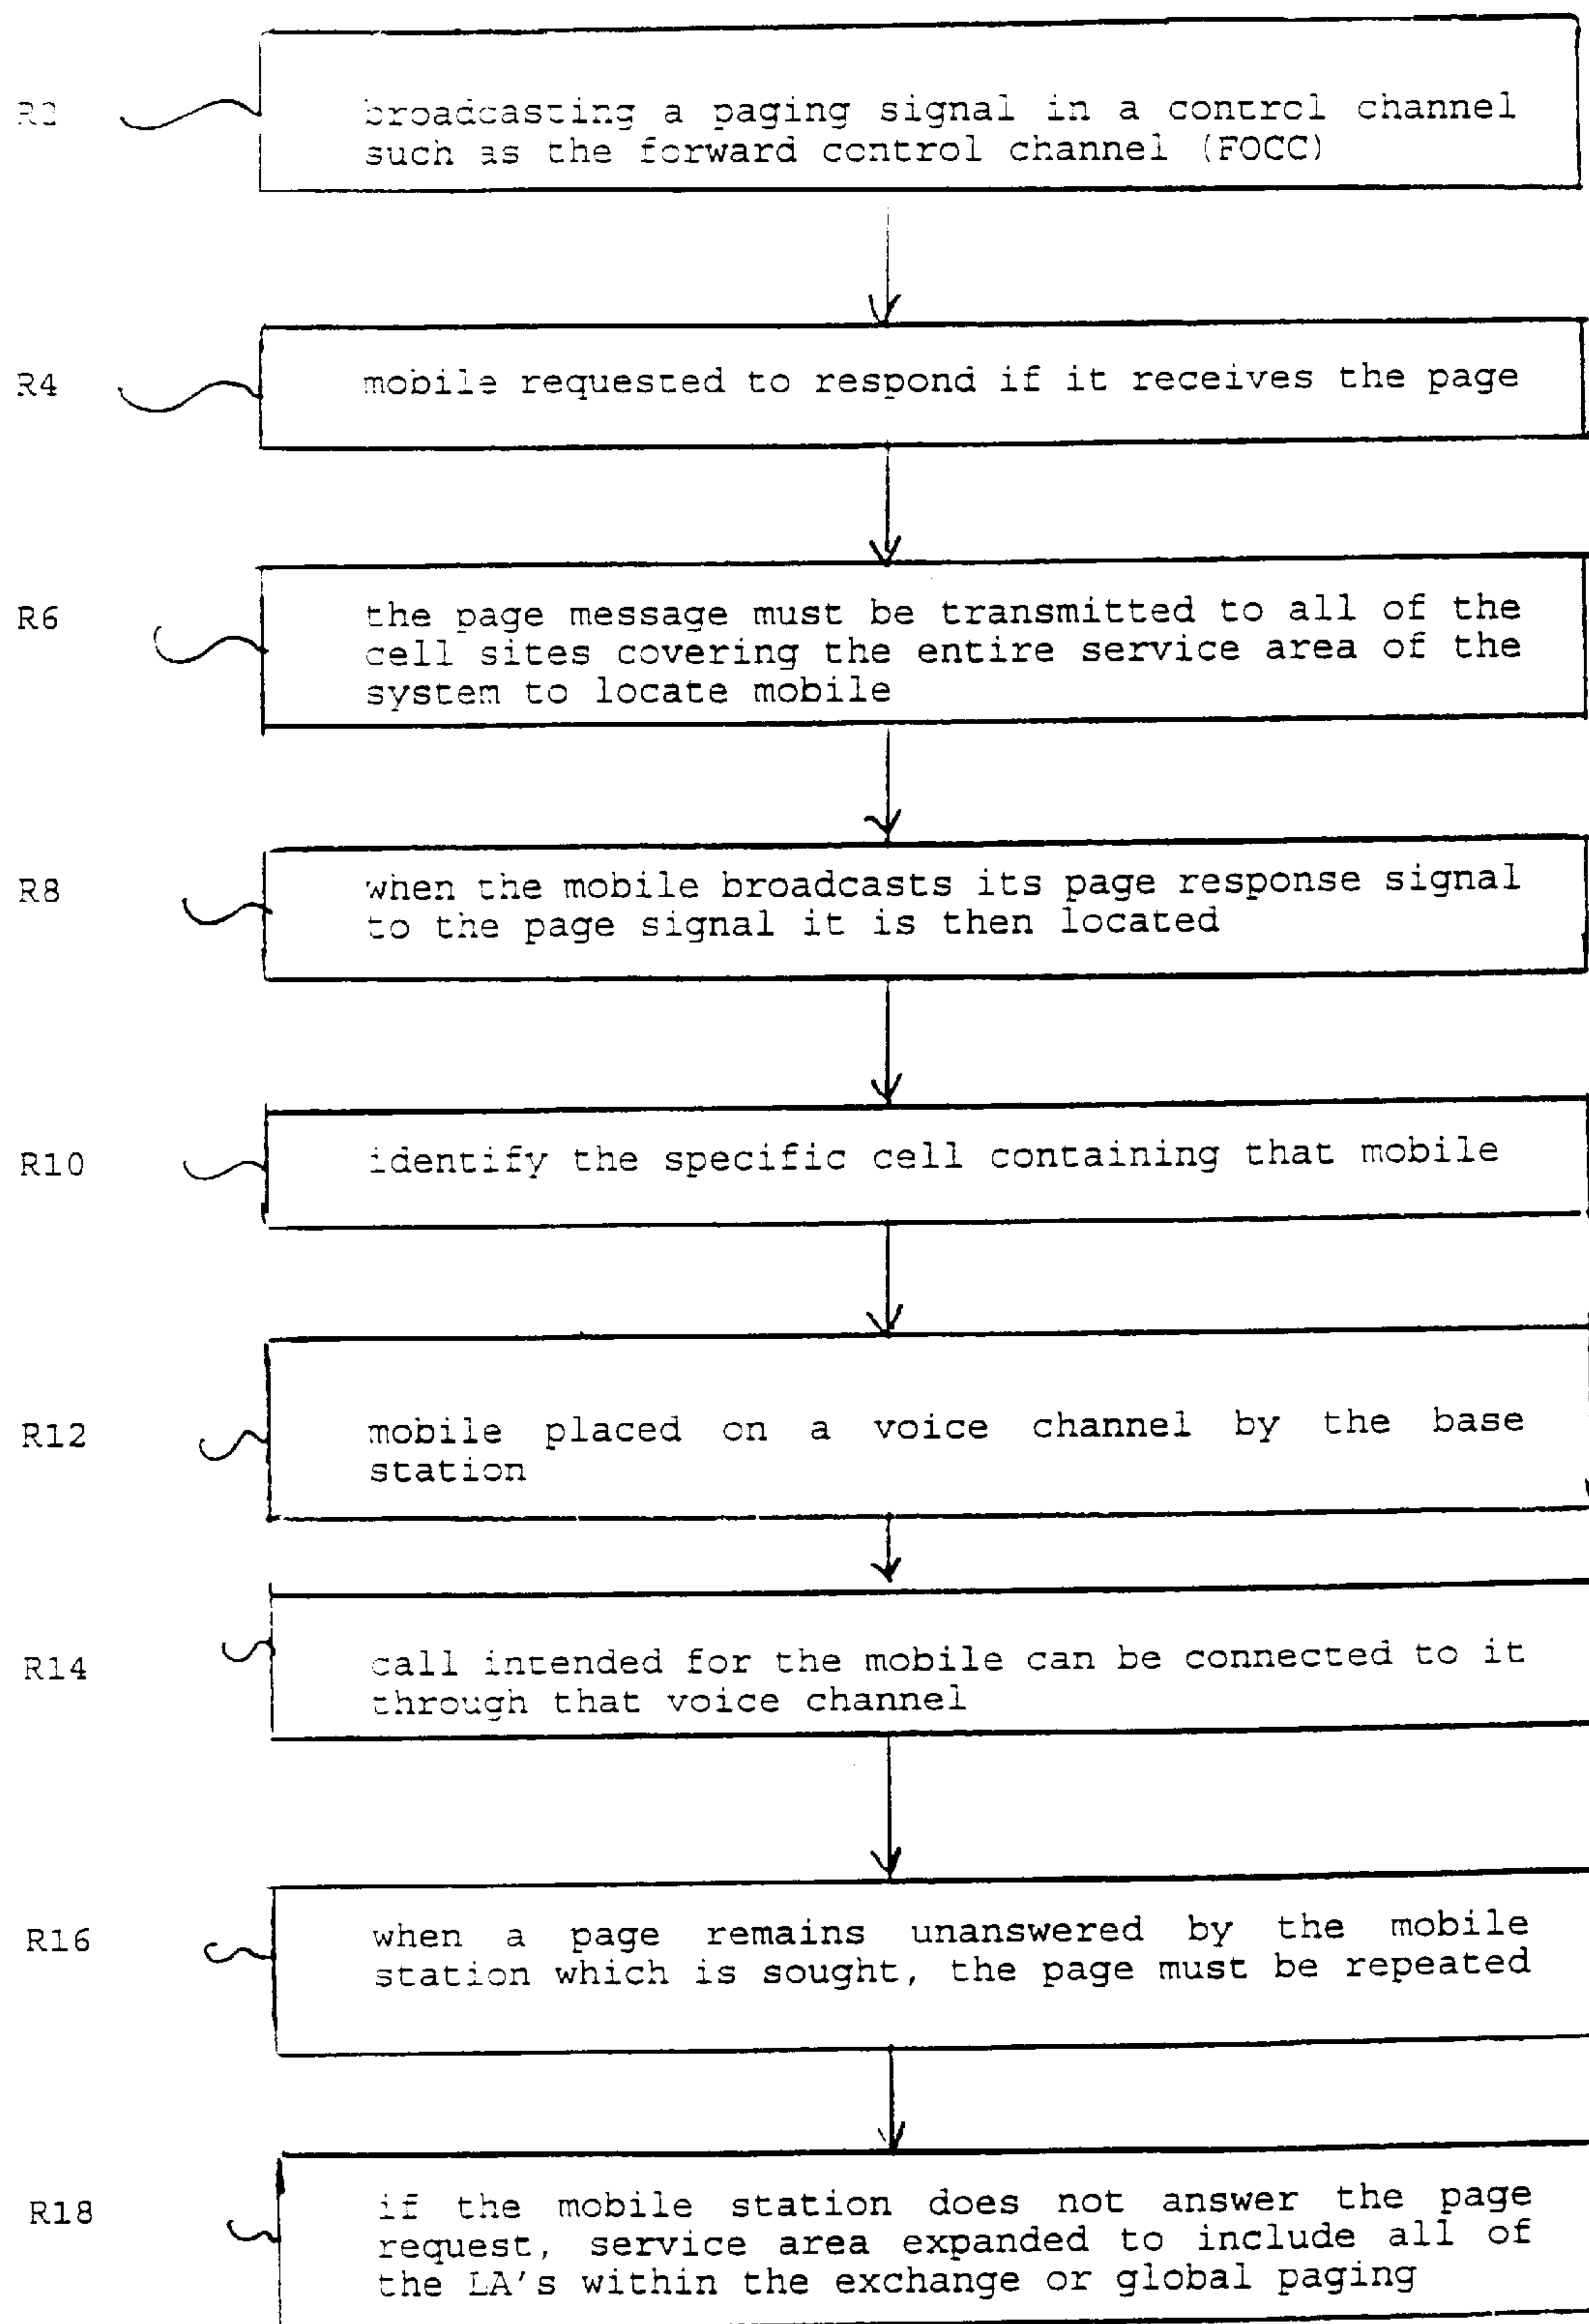 R2
broadcasting a paging signal in a control channel
such as the forward control channel (FOCC)
R4
mobile requested to respond if it receives the page
R6
the page message must be transmitted to all of the
cell sites covering the entire service area of the
system to locate mobile
R8
when the mobile broadcasts its page response signal
to the page signal it is then located
R10
identify the specific cell containing that mobile
R12
mobile placed on a voice channel by the base
station
R14
call intended for the mobile can be connected to it
through that voice channel
R16
when a page remains unanswered by the mobile
station which is sought, the page must be repeated
R18
if the mobile station does not answer the page
request, service area expanded to include all of
the LA's within the exchange or global paging